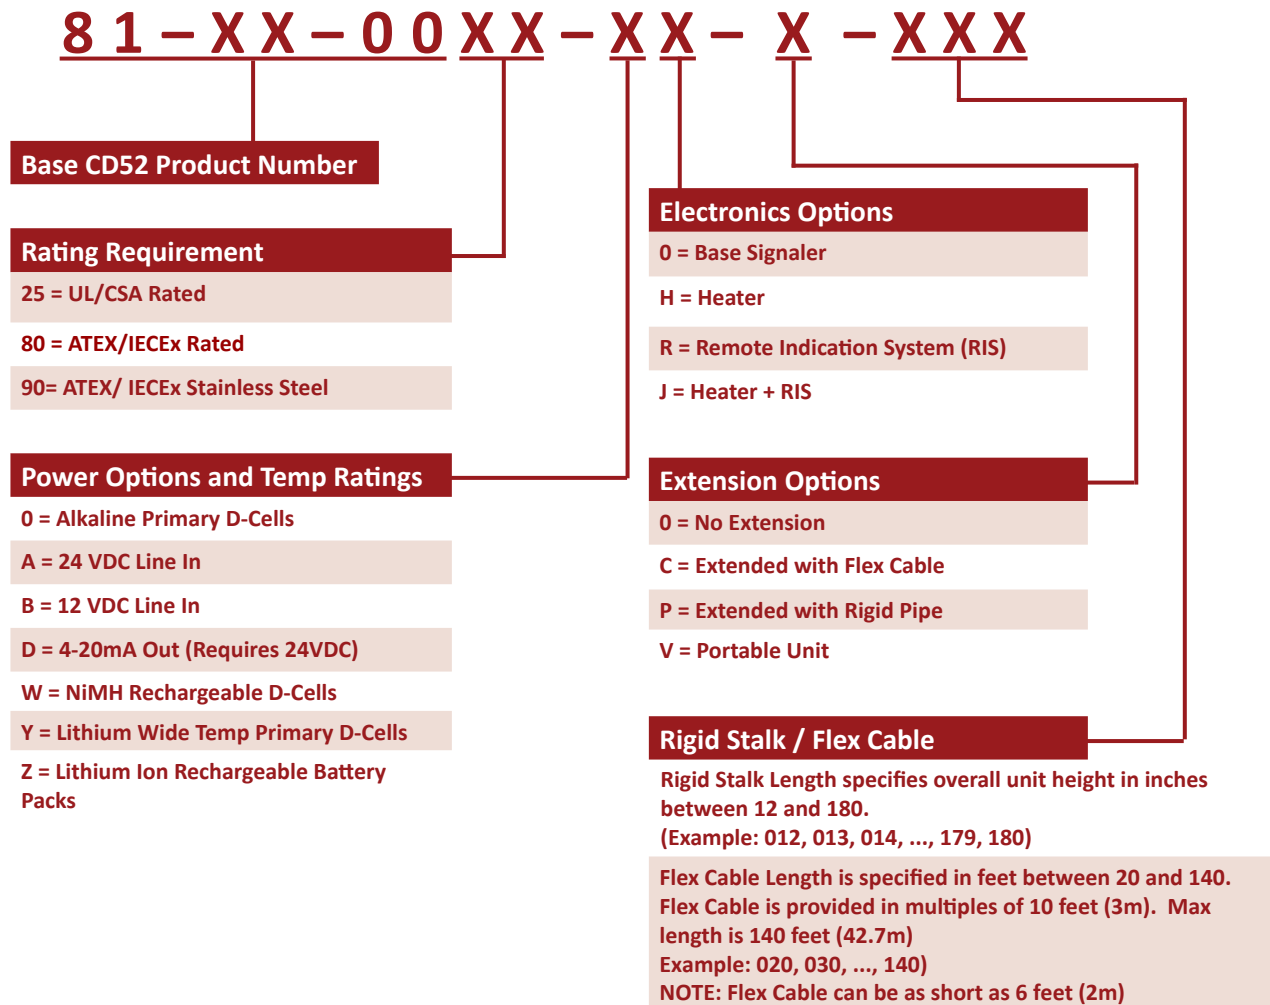 81-XX-00XX-XX-X-XXX
Base CD52 Product Number
Rating Requirement
25 = UL/CSA Rated
80 = ATEX/IECEx Rated
90= ATEX/ IECEx Stainless Steel
Power Options and Temp Ratings
0 = Alkaline Primary D-Cells
A = 24 VDC Line In
B = 12 VDC Line In
D = 4-20mA Out (Requires 24VDC)
W = NiMH Rechargeable D-Cells
Y = Lithium Wide Temp Primary D-Cells
Z = Lithium Ion Rechargeable Battery
Packs
Electronics Options
0 = Base Signaler
H = Heater
R = Remote Indication System (RIS)
J = Heater + RIS
Extension Options
0 = No Extension
C = Extended with Flex Cable
P = Extended with Rigid Pipe
V = Portable Unit
Rigid Stalk / Flex Cable
Rigid Stalk Length specifies overall unit height in inches
between 12 and 180.
(Example: 012, 013, 014, ..., 179, 180)
Flex Cable Length is specified in feet between 20 and 140.
Flex Cable is provided in multiples of 10 feet (3m). Max
length is 140 feet (42.7m)
Example: 020, 030, ..., 140)
NOTE: Flex Cable can be as short as 6 feet (2m)